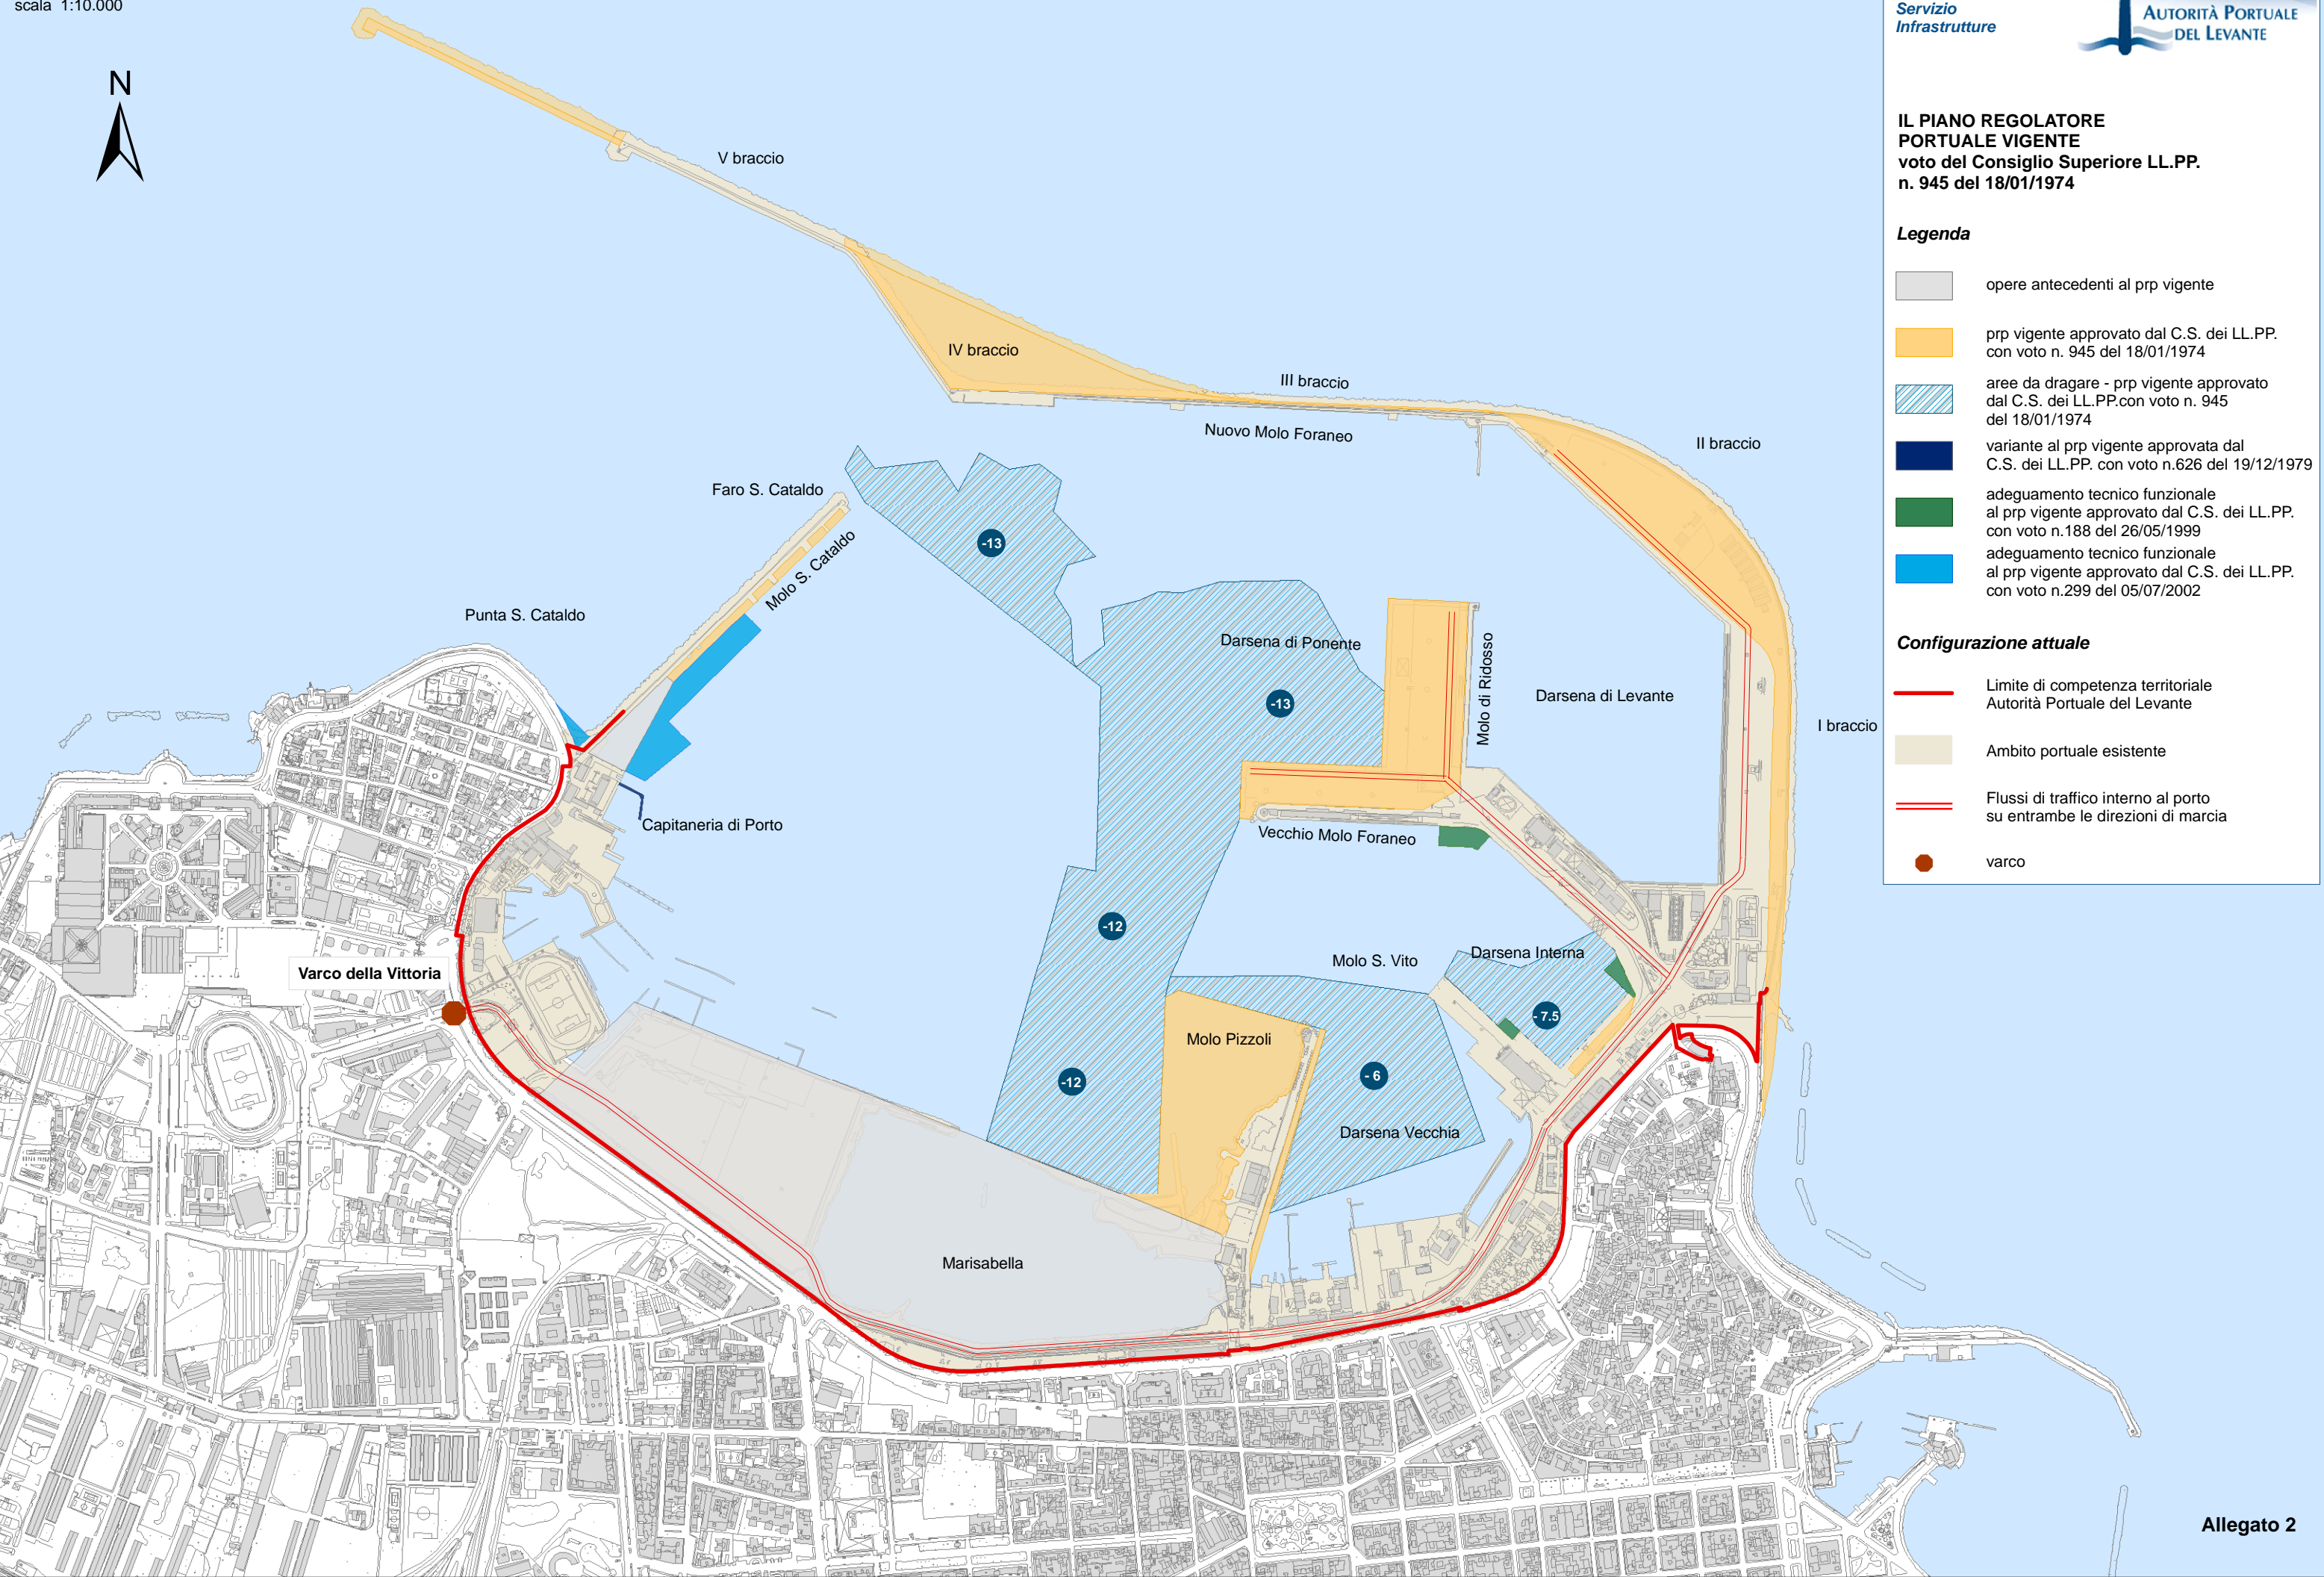 scala 1:10.000
N
Servizio
Infrastrutture
AUTORITÀ PORTUALE
DEL LEVANTE
IL PIANO REGOLATORE
PORTUALE VIGENTE
voto del Consiglio Superiore LL.PP.
n. 945 del 18/01/1974
Legenda
opere antecedenti al prp vigente
prp vigente approvato dal C.S. dei LL.PP.
con voto n. 945 del 18/01/1974
aree da dragare - prp vigente approvato
dal C.S. dei LL.PP.con voto n. 945
del 18/01/1974
variante al prp vigente approvata dal
C.S. dei LL.PP. con voto n.626 del 19/12/1979
adeguamento tecnico funzionale
al prp vigente approvato dal C.S. dei LL.PP.
con voto n.188 del 26/05/1999
adeguamento tecnico funzionale
al prp vigente approvato dal C.S. dei LL.PP.
con voto n.299 del 05/07/2002
Configurazione attuale
Limite di competenza territoriale
Autorità Portuale del Levante
Ambito portuale esistente
Flussi di traffico interno al porto
su entrambe le direzioni di marcia
varco
V braccio
IV braccio
III braccio
Nuovo Molo Foraneo
II braccio
Faro S. Cataldo
-13
Molo S. Cataldo
Punta S. Cataldo
Darsena di Ponente
-13
Molo di Ridosso
Darsena di Levante
I braccio
Capitaneria di Porto
Vecchio Molo Foraneo
-12
Molo S. Vito
Darsena Interna
Varco della Vittoria
- 7.5
Molo Pizzoli
-12
- 6
Darsena Vecchia
Marisabella
Allegato 2